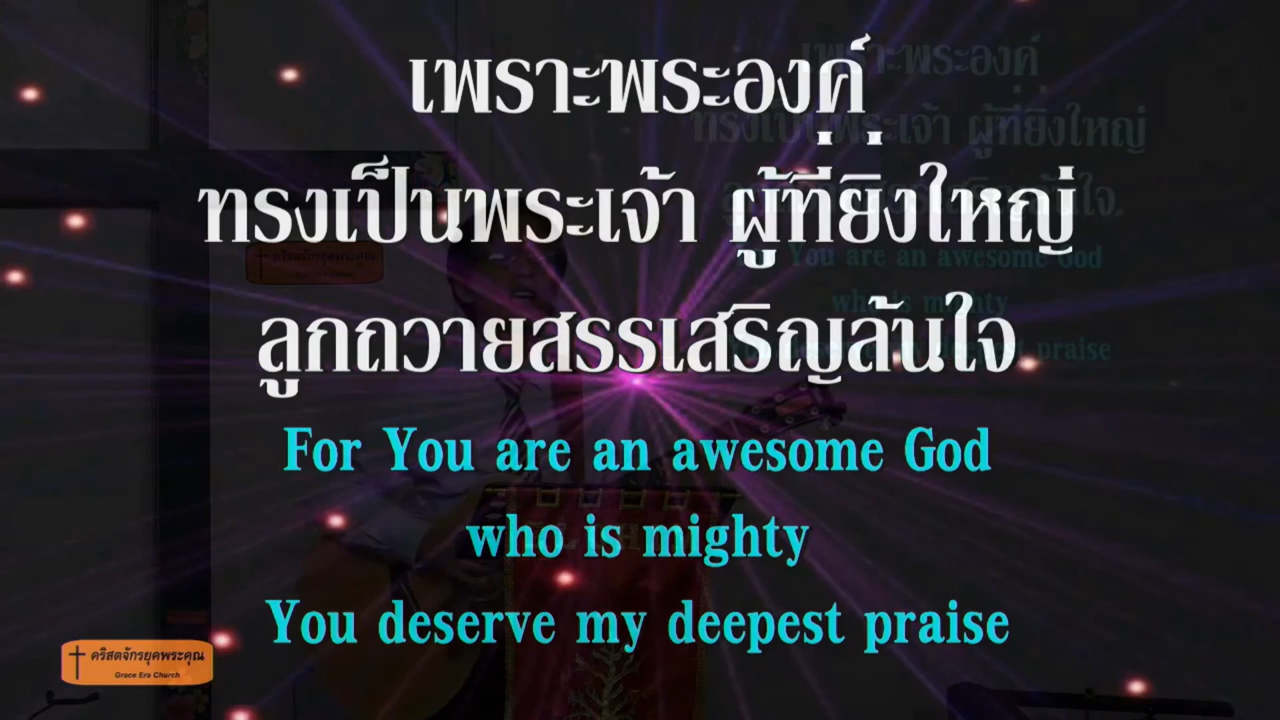 เพราะพระองค์
ทรงเป็นพระเจ้า ผู้ที่ยิ่งใหญ่
ลูกถวายสรรเสริญล้นใจ
For You are an awesome God
who is mighty
You deserve my deepest praise
คริสตจักรยุคพระคุณ
Grace Era Church